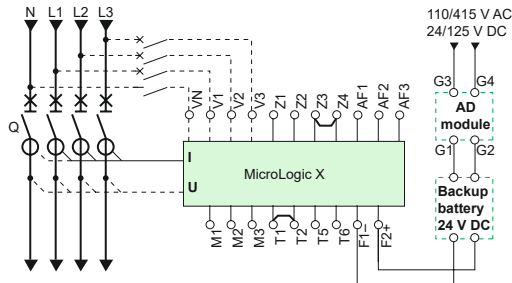 N L1 L2 L3
110/415 V AC
24/125 V DC
G3 G4
VN V1 V2 V3 Z1 Z2 Z3 Z4 AF1 AF2 AF3
Q
AD
module
G1 G2
I
U
MicroLogic X
Backup
battery
24 V DC
M1 M2 M3 T1 T2 T5 T6 F1– F2+